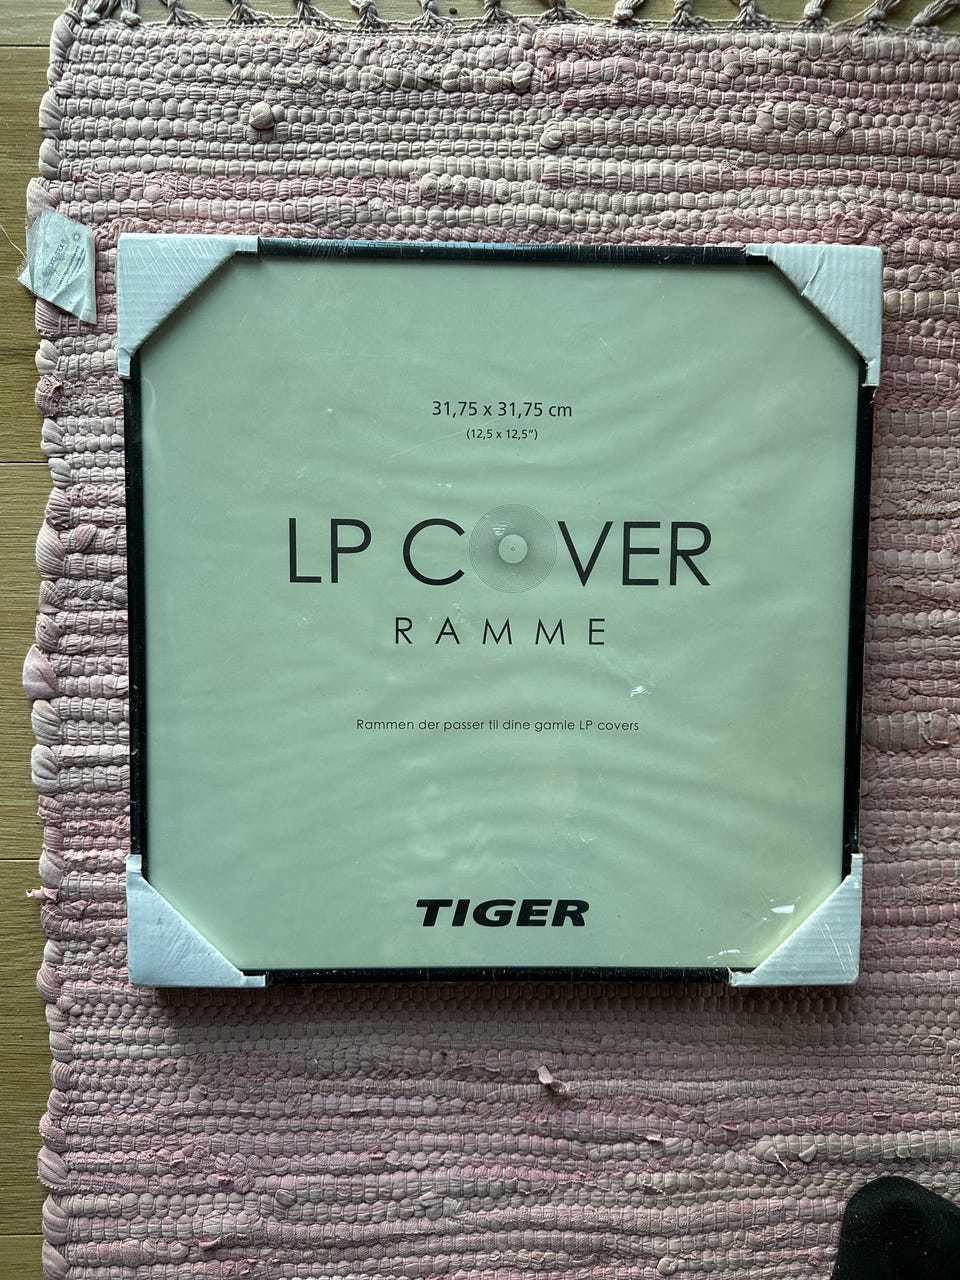 31,75 x 31,75 cm
(12,5 x 12,5")
LP COVER
RAMME
Rammen der passer til dine gamle LP covers
TIGER